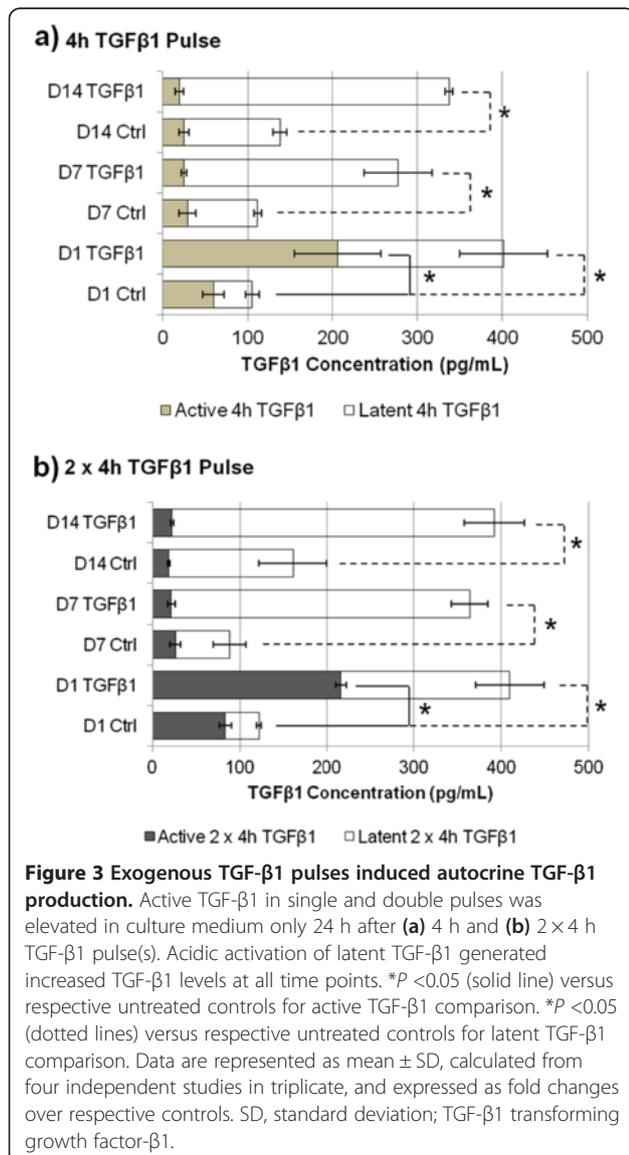 a) 4h TGFβ1 Pulse
D14 TGFβ1
*
D14 Ctrl
D7 TGFβ1
*
D7 Ctrl
D1 TGFβ1
* *
D1 Ctrl
0 100 200 300 400 500
TGFβ1 Concentration (pg/mL)
Active 4h TGFβ1 Latent 4h TGFβ1
b) 2 x 4h TGFβ1 Pulse
D14 TGFβ1
*
D14 Ctrl
D7 TGFβ1
*
D7 Ctrl
D1 TGFβ1
* *
D1 Ctrl
0 100 200 300 400 500
TGFβ1 Concentration (pg/mL)
Active 2 x 4h TGFβ1 Latent 2 x 4h TGFβ1
Figure 3 Exogenous TGF-β1 pulses induced autocrine TGF-β1
production. Active TGF-β1 in single and double pulses was
elevated in culture medium only 24 h after (a) 4 h and (b) 2 × 4 h
TGF-β1 pulse(s). Acidic activation of latent TGF-β1 generated
increased TGF-β1 levels at all time points. *P <0.05 (solid line) versus
respective untreated controls for active TGF-β1 comparison. *P <0.05
(dotted lines) versus respective untreated controls for latent TGF-β1
comparison. Data are represented as mean ± SD, calculated from
four independent studies in triplicate, and expressed as fold changes
over respective controls. SD, standard deviation; TGF-β1 transforming
growth factor-β1.